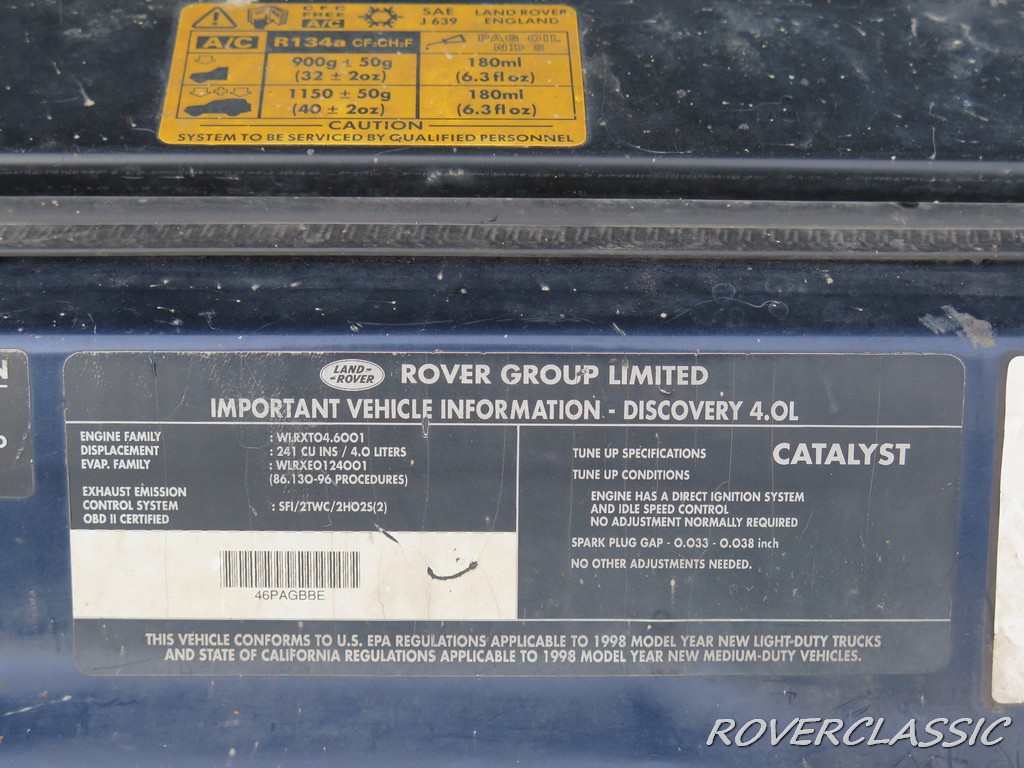 CFC FREE A/C
SAE J 639
LAND ROVER ENGLAND
A/C R134a CF₃CH₂F PAG OIL ND 8
900g ± 50g (32 ± 2oz) 180ml (6.3fl oz)
1150 ± 50g (40 ± 2oz) 180ml (6.3fl oz)
CAUTION
SYSTEM TO BE SERVICED BY QUALIFIED PERSONNEL
LAND-ROVER ROVER GROUP LIMITED
IMPORTANT VEHICLE INFORMATION - DISCOVERY 4.0L
ENGINE FAMILY : WLRXT04.6001
DISPLACEMENT : 241 CU INS / 4.0 LITERS
EVAP. FAMILY : WLRXE0124001
(86.130-96 PROCEDURES)
EXHAUST EMISSION
CONTROL SYSTEM : SFI/2TWC/2HO2S(2)
OBD II CERTIFIED
46PAGBBE
TUNE UP SPECIFICATIONS CATALYST
TUNE UP CONDITIONS
ENGINE HAS A DIRECT IGNITION SYSTEM
AND IDLE SPEED CONTROL
NO ADJUSTMENT NORMALLY REQUIRED
SPARK PLUG GAP - 0.033 - 0.038 inch
NO OTHER ADJUSTMENTS NEEDED.
THIS VEHICLE CONFORMS TO U.S. EPA REGULATIONS APPLICABLE TO 1998 MODEL YEAR NEW LIGHT-DUTY TRUCKS
AND STATE OF CALIFORNIA REGULATIONS APPLICABLE TO 1998 MODEL YEAR NEW MEDIUM-DUTY VEHICLES.
ROVERCLASSIC